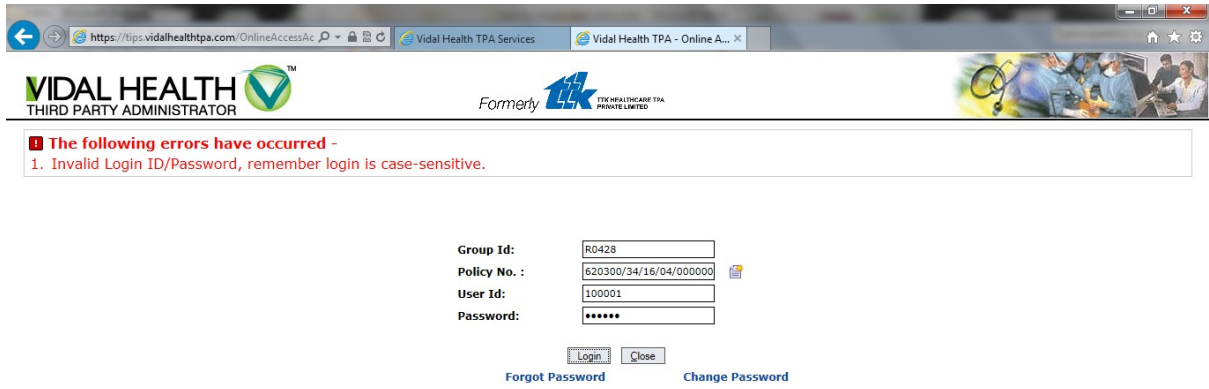 https://tips.vidalhealthtpa.com/OnlineAccessAc
Vidal Health TPA Services
Vidal Health TPA - Online A...
VIDAL HEALTH TM
THIRD PARTY ADMINISTRATOR
Formerly TTK TTK HEALTHCARE TPA
PRIVATE LIMITED
The following errors have occurred -
1. Invalid Login ID/Password, remember login is case-sensitive.
Group Id: R0428
Policy No. : 620300/34/16/04/000000
User Id: 100001
Password: ••••••
Login Close
Forgot Password Change Password